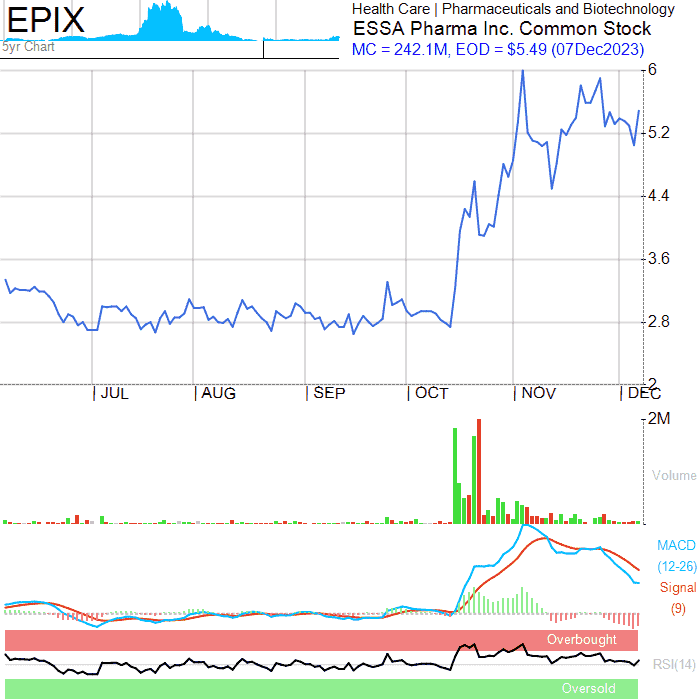 EPIX
5yr Chart
Health Care | Pharmaceuticals and Biotechnology
ESSA Pharma Inc. Common Stock
MC = 242.1M, EOD = $5.49 (07Dec2023)
6
5.2
4.4
3.6
2.8
2
| JUL | AUG | SEP | OCT | NOV | DEC
2M
Volume
MACD
(12-26)
Signal
(9)
Overbought
RSI(14)
Oversold